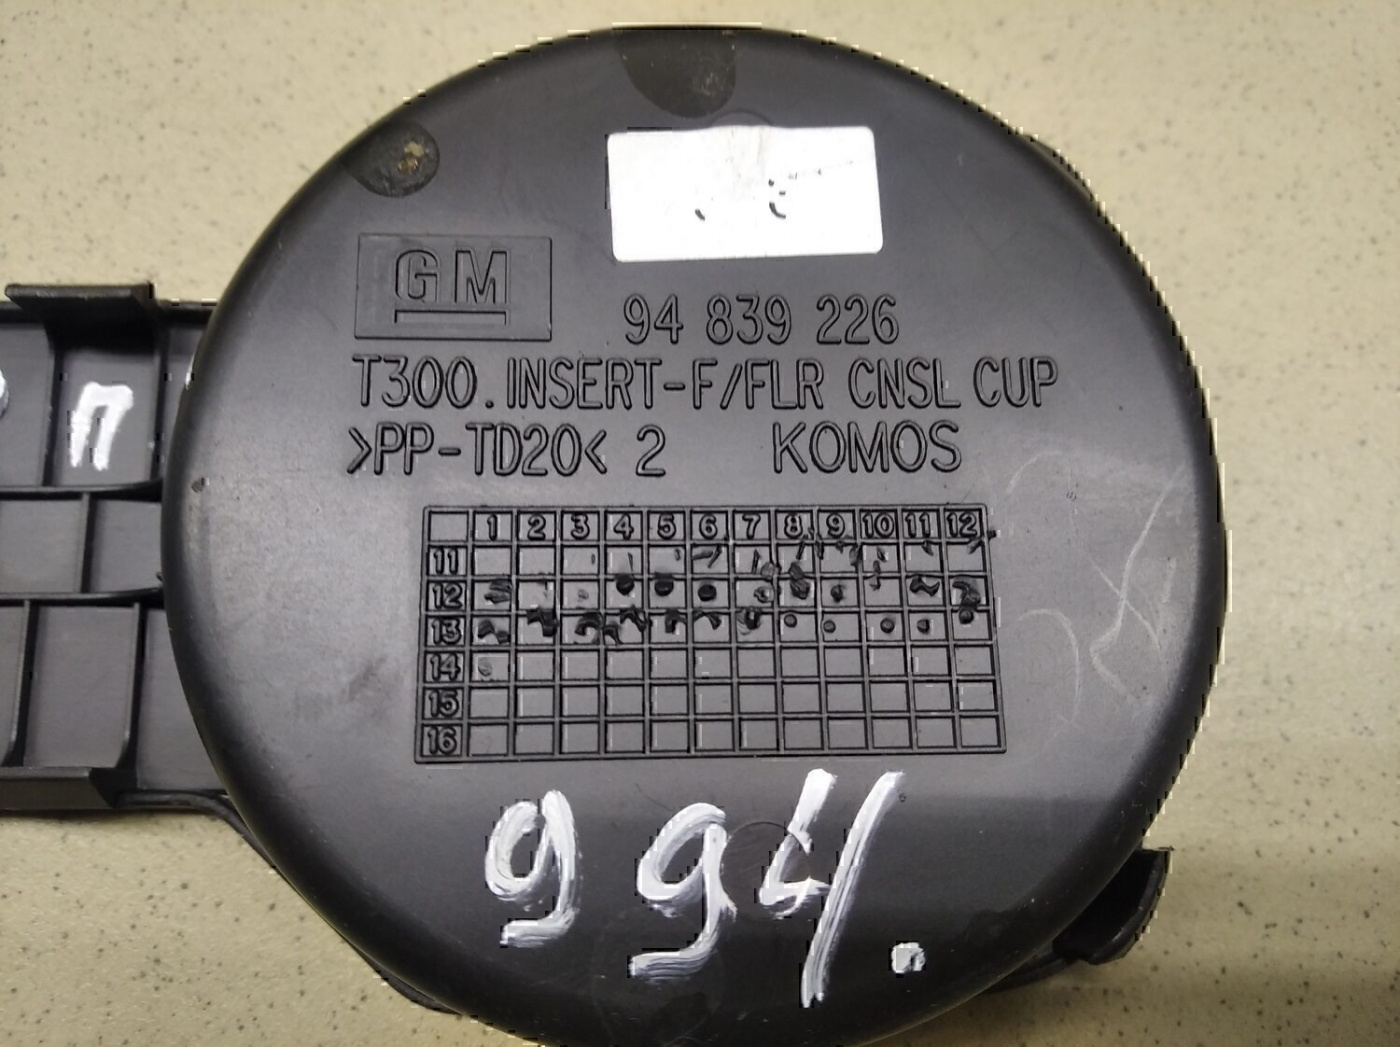 GM
94 839 226
T300.INSERT-F/FLR CNSL CUP
>PP-TD20< 2 KOMOS
1 2 3 4 5 6 7 8 9 10 11 12
11
12
13
14
15
16
П
994.